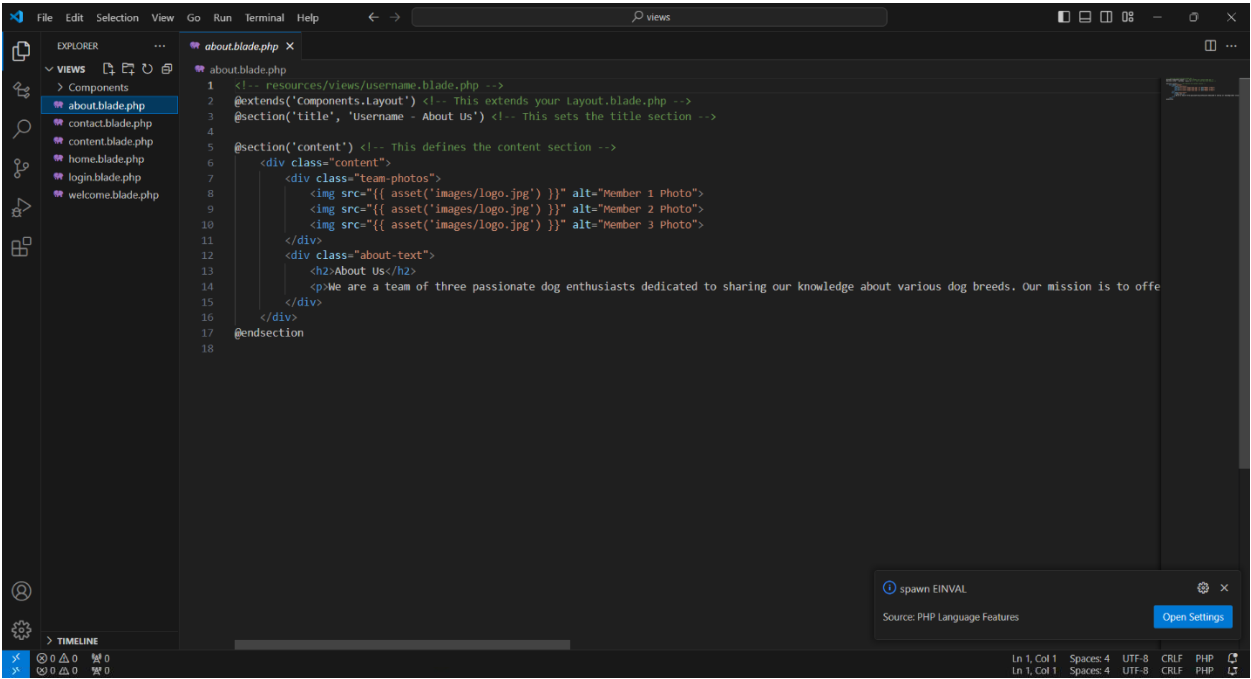 File Edit Selection View Go Run Terminal Help
views
EXPLORER
about.blade.php
VIEWS
about.blade.php
Components
about.blade.php
contact.blade.php
content.blade.php
home.blade.php
login.blade.php
welcome.blade.php
1 <!-- resources/views/username.blade.php -->
2 @extends('Components.Layout') <!-- This extends your Layout.blade.php -->
3 @section('title', 'Username - About Us') <!-- This sets the title section -->
4
5 @section('content') <!-- This defines the content section -->
6 <div class="content">
7 <div class="team-photos">
8 <img src="{{ asset('images/logo.jpg') }}" alt="Member 1 Photo">
9 <img src="{{ asset('images/logo.jpg') }}" alt="Member 2 Photo">
10 <img src="{{ asset('images/logo.jpg') }}" alt="Member 3 Photo">
11 </div>
12 <div class="about-text">
13 <h2>About Us</h2>
14 <p>We are a team of three passionate dog enthusiasts dedicated to sharing our knowledge about various dog breeds. Our mission is to offe
15 </div>
16 </div>
17 @endsection
18
spawn EINVAL
Source: PHP Language Features
Open Settings
TIMELINE
0 0 0
Ln 1, Col 1 Spaces: 4 UTF-8 CRLF PHP
0 0 0
Ln 1, Col 1 Spaces: 4 UTF-8 CRLF PHP